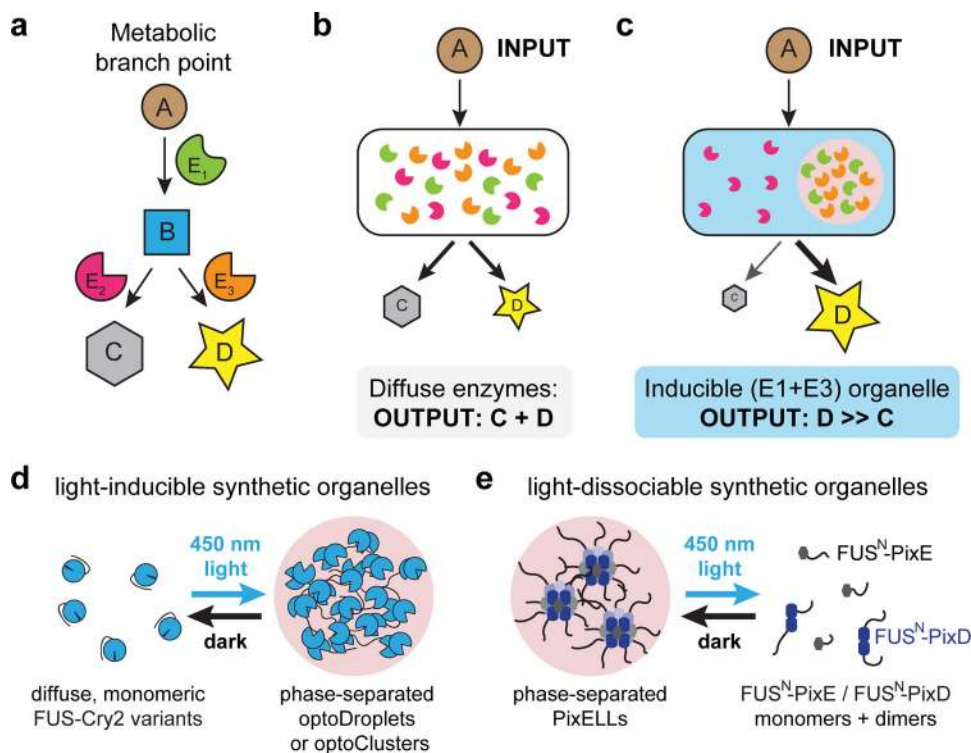 a
Metabolic
branch point
A
E₁
B
E₂
E₃
C
D
b
A
INPUT
C
D
Diffuse enzymes:
OUTPUT: C + D
c
A
INPUT
C
D
Inducible (E1+E3) organelle
OUTPUT: D >> C
d
light-inducible synthetic organelles
450 nm
light
dark
diffuse, monomeric
FUS-Cry2 variants
phase-separated
optoDroplets
or optoClusters
e
light-dissociable synthetic organelles
450 nm
light
dark
phase-separated
PixELLs
FUSᴺ-PixE
FUSᴺ-PixD
FUSᴺ-PixE / FUSᴺ-PixD
monomers + dimers